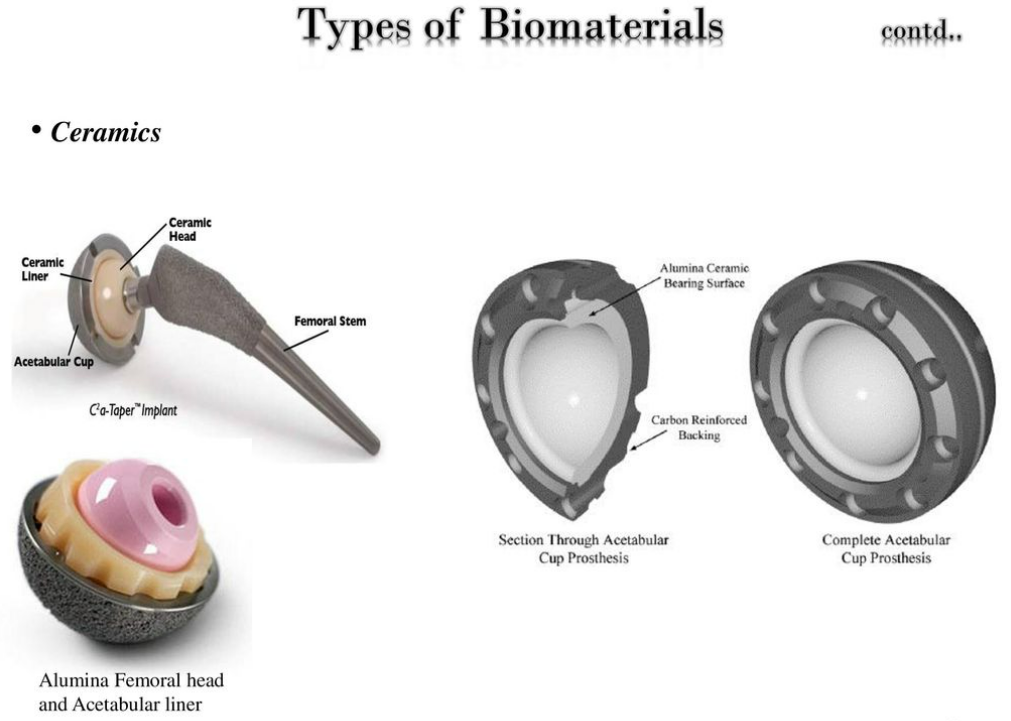 Types of Biomaterials contd..
• Ceramics
Ceramic
Head
Ceramic
Liner
Femoral Stem
Acetabular Cup
C²a-Taper™ Implant
Alumina Femoral head
and Acetabular liner
Alumina Ceramic
Bearing Surface
Carbon Reinforced
Backing
Section Through Acetabular
Cup Prosthesis
Complete Acetabular
Cup Prosthesis